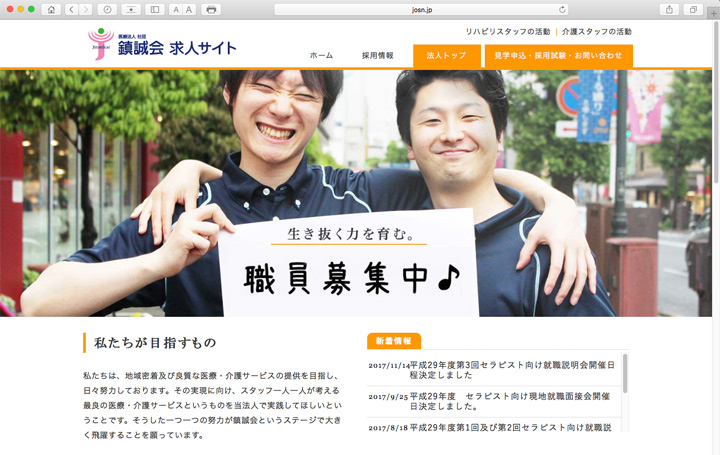 josn.jp
リハビリスタッフの活動 | 介護スタッフの活動
医療法人 社団
鎮誠会 求人サイト
Jinseikai
ホーム 採用情報 法人トップ 見学申込・採用試験・お問い合わせ
生き抜く力を育む。
職員募集中♪
私たちが目指すもの
私たちは、地域密着及び良質な医療・介護サービスの提供を目指し、
日々努力しております。その実現に向け、スタッフ一人一人が考える
最良の医療・介護サービスというものを当法人で実践してほしいとい
うことです。そうした一つ一つの努力が鎮誠会というステージで大き
く飛躍することを願っています。
新着情報
2017/11/14平成29年度第3回セラピスト向け就職説明会開催日
程決定しました
2017/9/25 平成29年度 セラピスト向け現地就職面接会開催
日決定しました。
2017/8/18 平成29年度第1回及び第2回セラピスト向け就職説